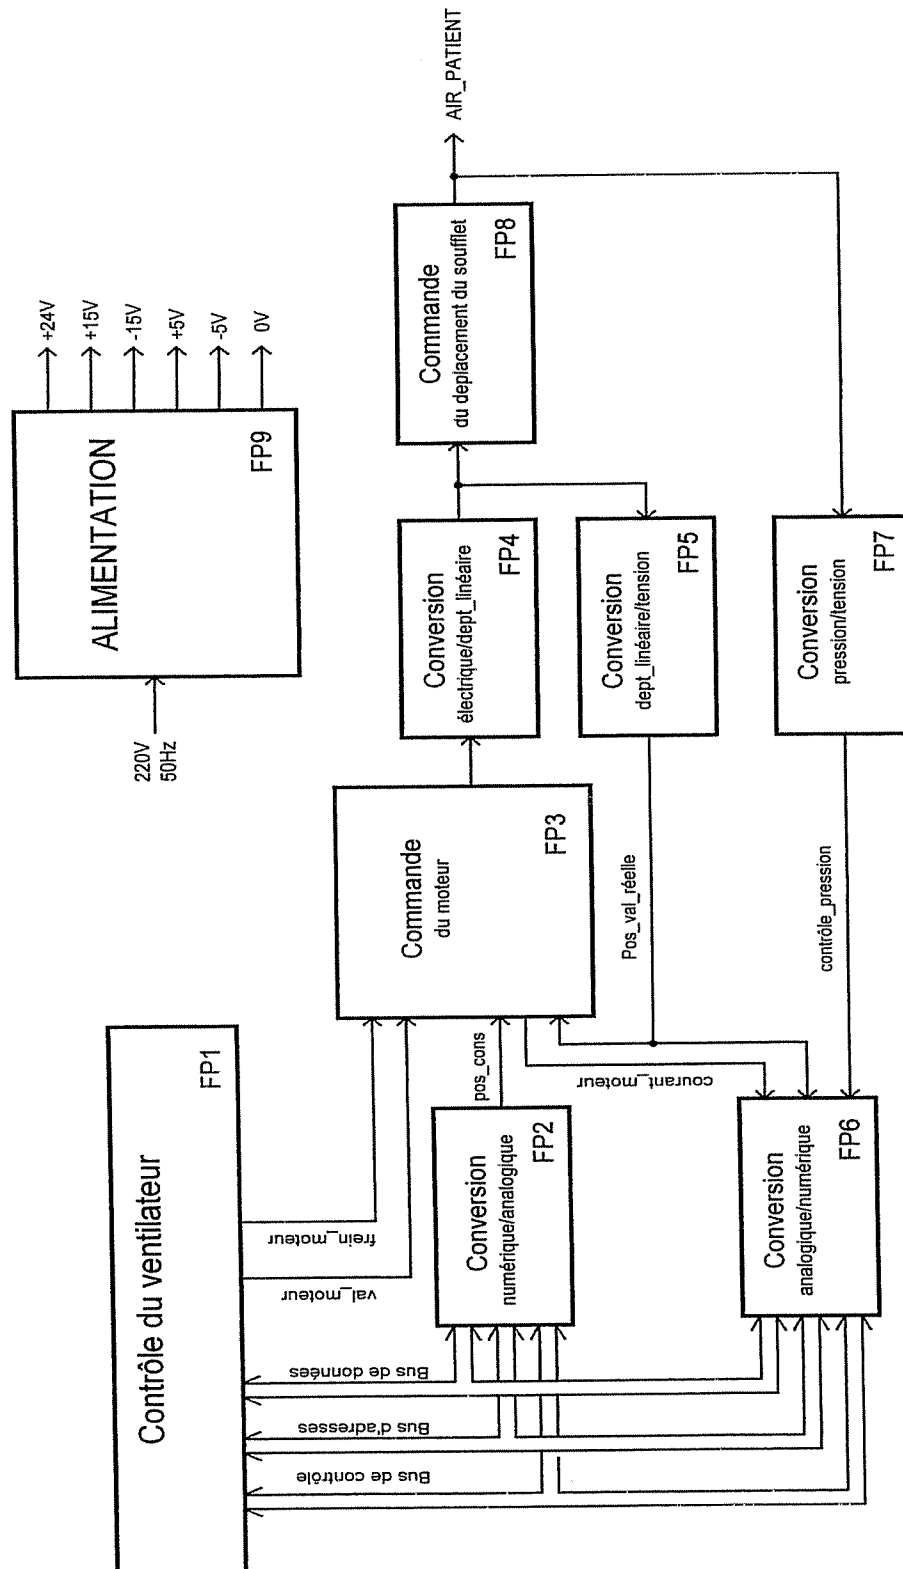 Contrôle du ventilateur
FP1
Bus de contrôle
Bus d'adresses
Bus de données
val_moteur
frein_moteur
Conversion
numérique/analogique
FP2
pos_cons
courant_moteur
Conversion
analogique/numérique
FP6
Commande
du moteur
FP3
Pos_val_réelle
contrôle_pression
220V
50Hz
ALIMENTATION
FP9
+24V
+15V
-15V
+5V
-5V
0V
Conversion
électrique/dept_linéaire
FP4
Conversion
dept_linéaire/tension
FP5
Conversion
pression/tension
FP7
Commande
du deplacement du soufflet
FP8
AIR_PATIENT